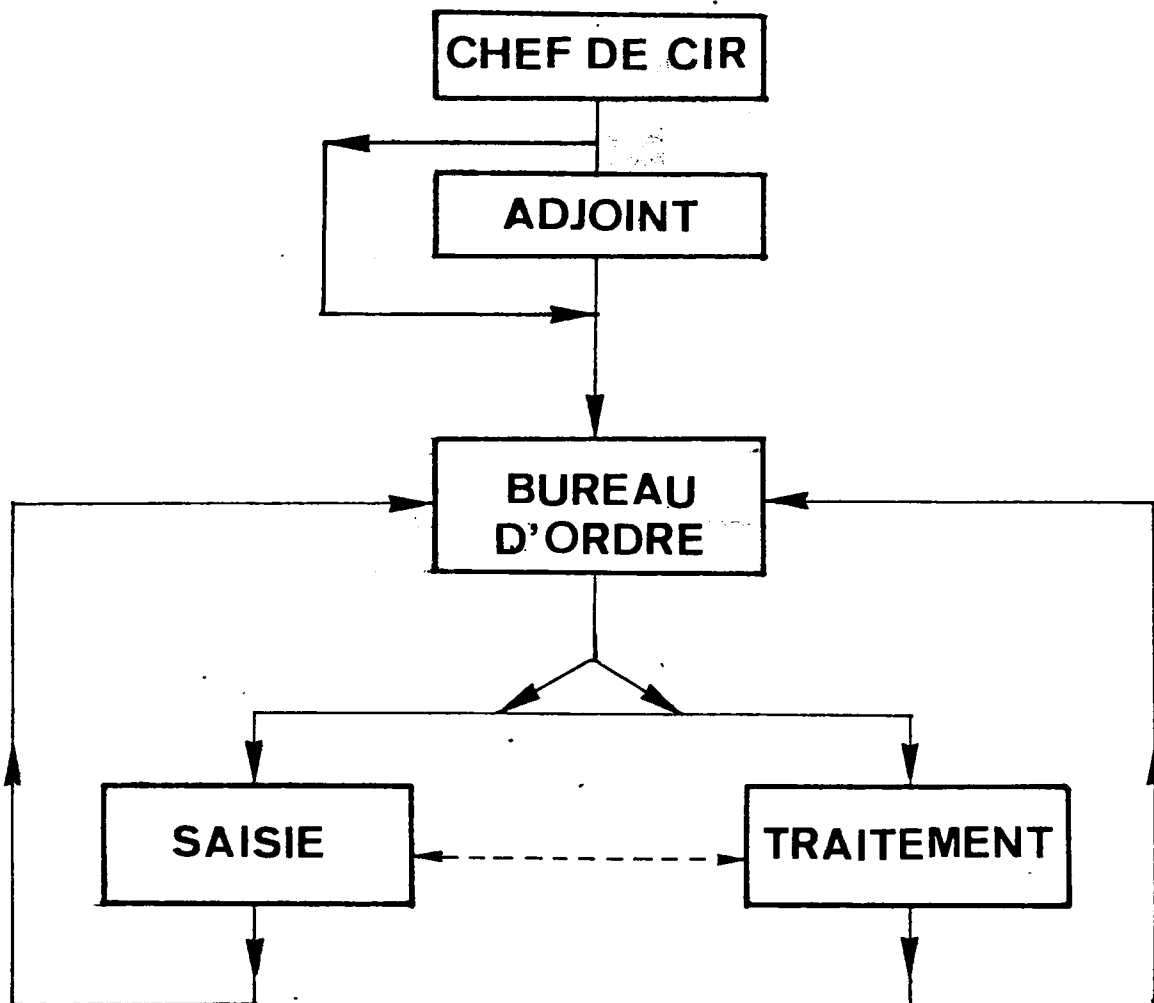 CHEF DE CIR
ADJOINT
BUREAU
D'ORDRE
SAISIE
TRAITEMENT